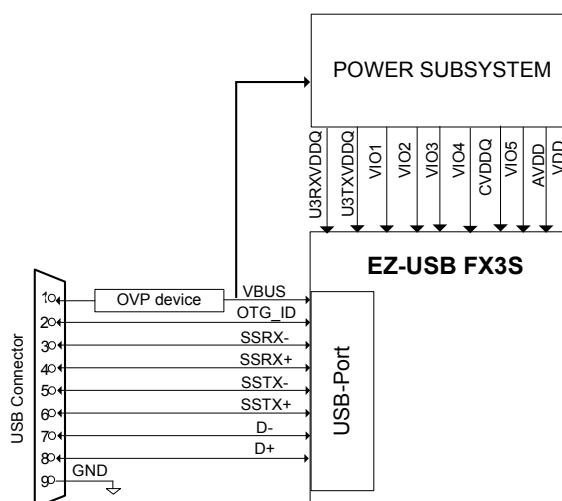 POWER SUBSYSTEM
U3RXVDDQ
U3TXVDDQ
VIO1
VIO2
VIO3
VIO4
CVDDQ
VIO5
AVDD
VDD
EZ-USB FX3S
USB-Port
USB Connector
1
OVP device
VBUS
2
OTG_ID
3
SSRX-
4
SSRX+
5
SSTX-
6
SSTX+
7
D-
8
D+
9
GND